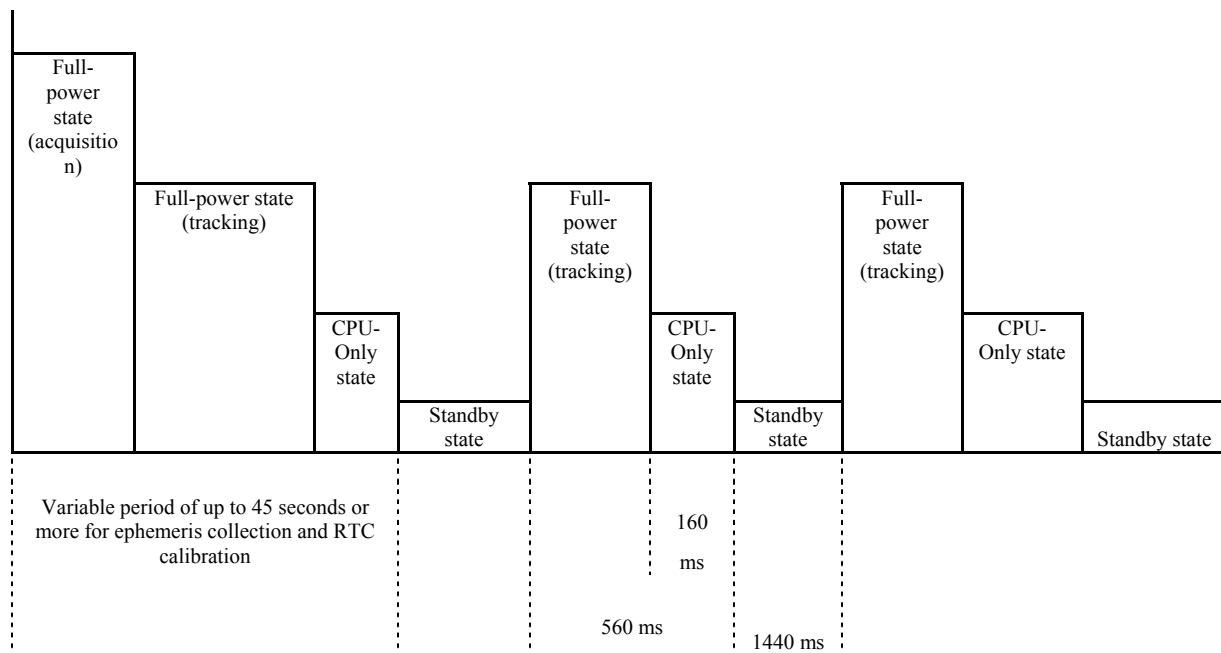 Full-
power
state
(acquisitio
n)
Full-power state
(tracking)
CPU-
Only
state
Standby
state
Full-
power
state
(tracking)
CPU-
Only
state
Standby
state
Full-
power
state
(tracking)
CPU-
Only state
Standby state
Variable period of up to 45 seconds or
more for ephemeris collection and RTC
calibration
160
ms
560 ms
1440 ms